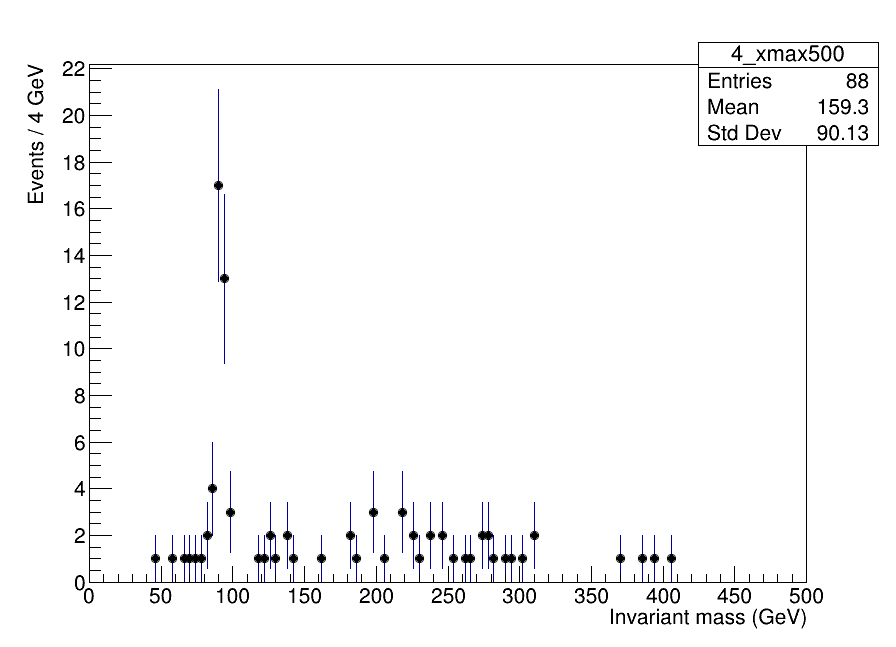 4_xmax500
Entries 88
Mean 159.3
Std Dev 90.13
Events / 4 GeV
22
20
18
16
14
12
10
8
6
4
2
0
0 50 100 150 200 250 300 350 400 450 500
Invariant mass (GeV)